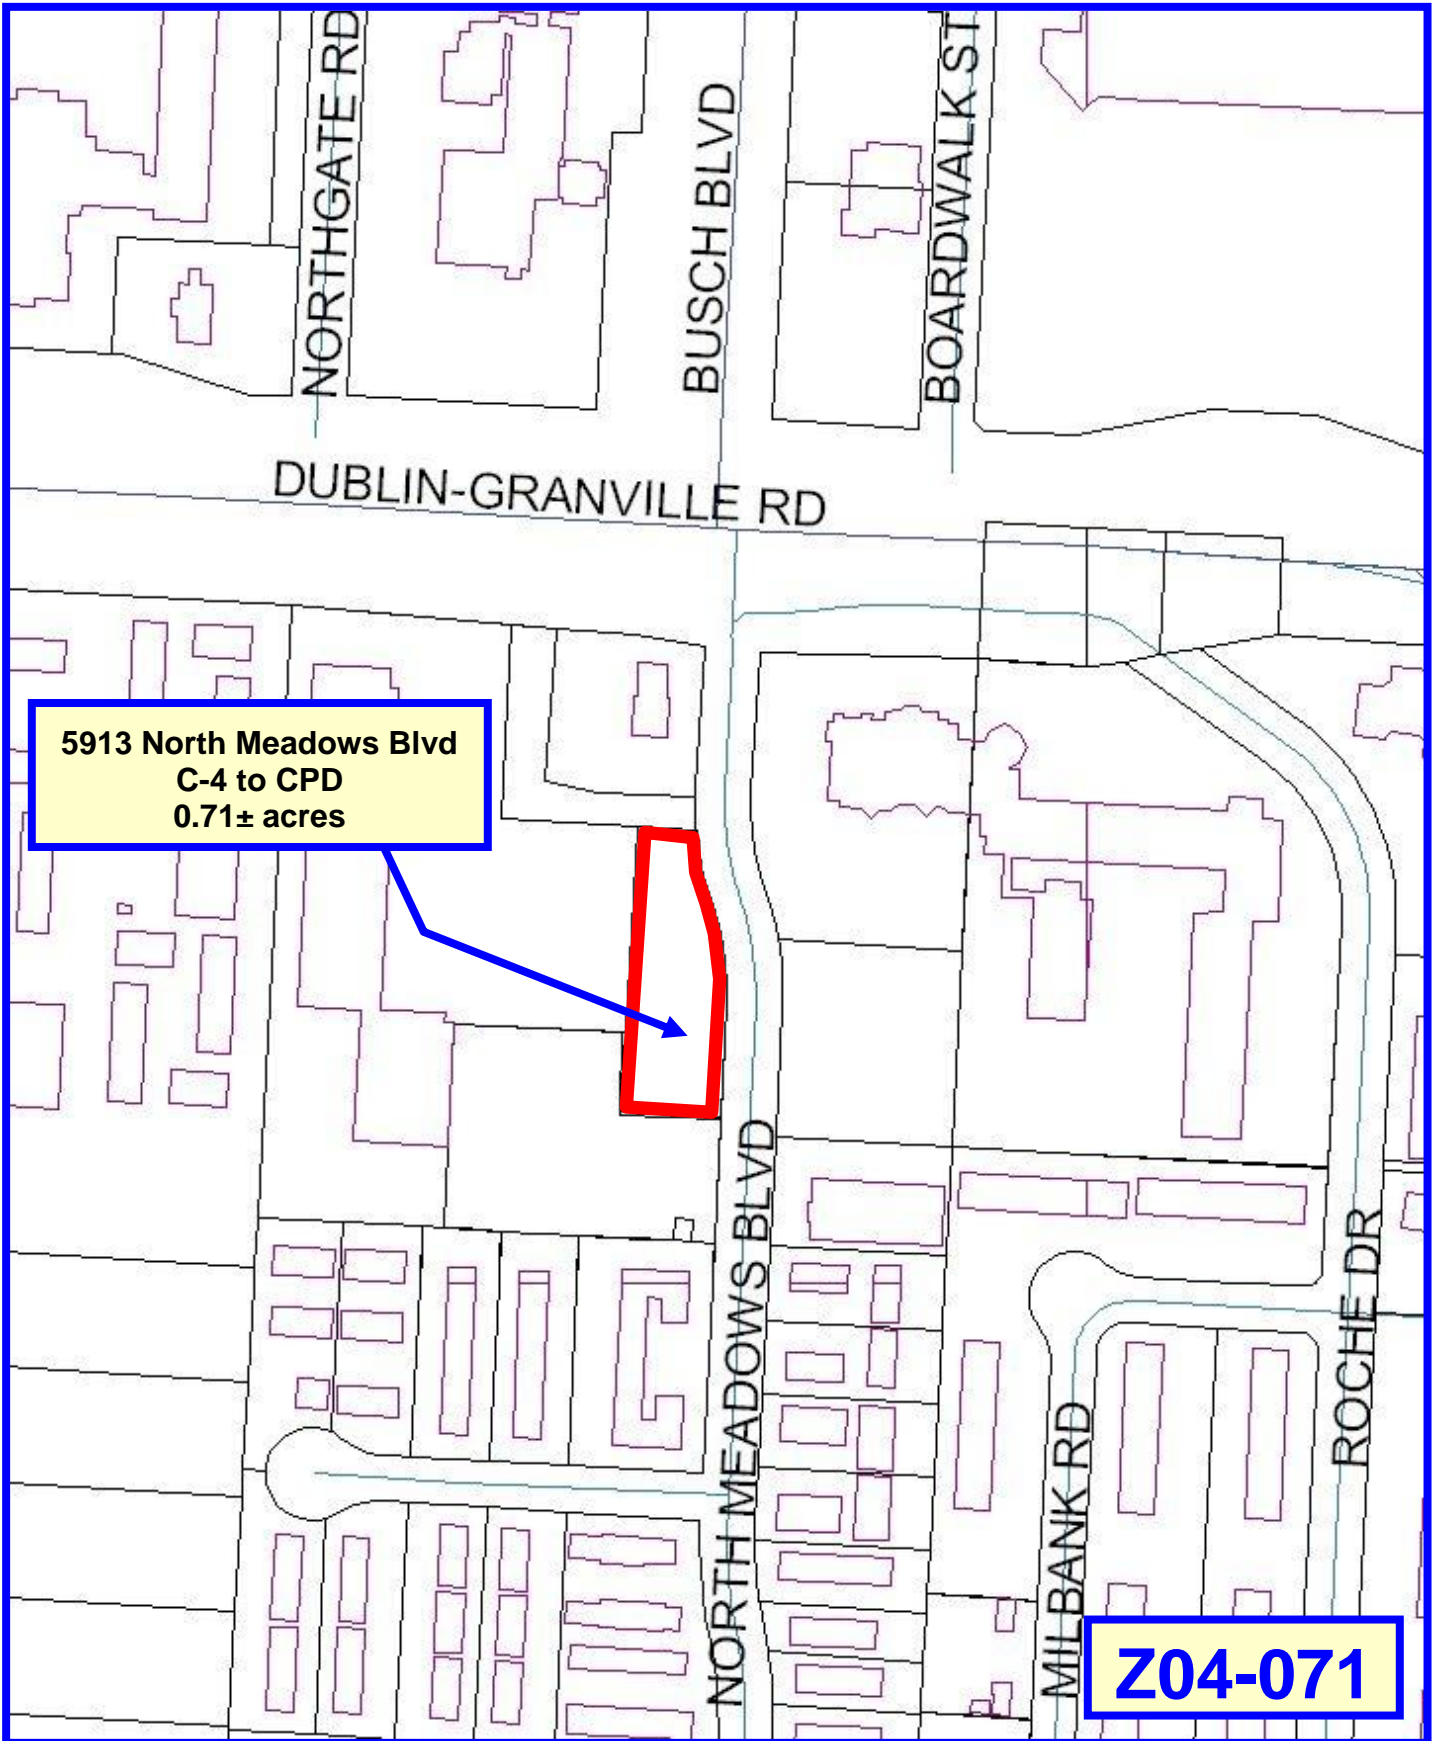 NORTHGATE RD
BUSCH BLVD
BOARDWALK ST
DUBLIN-GRANVILLE RD
5913 North Meadows Blvd
C-4 to CPD
0.71± acres
NORTH MEADOWS BLVD
ROCHE DR
MILBANK RD
Z04-071